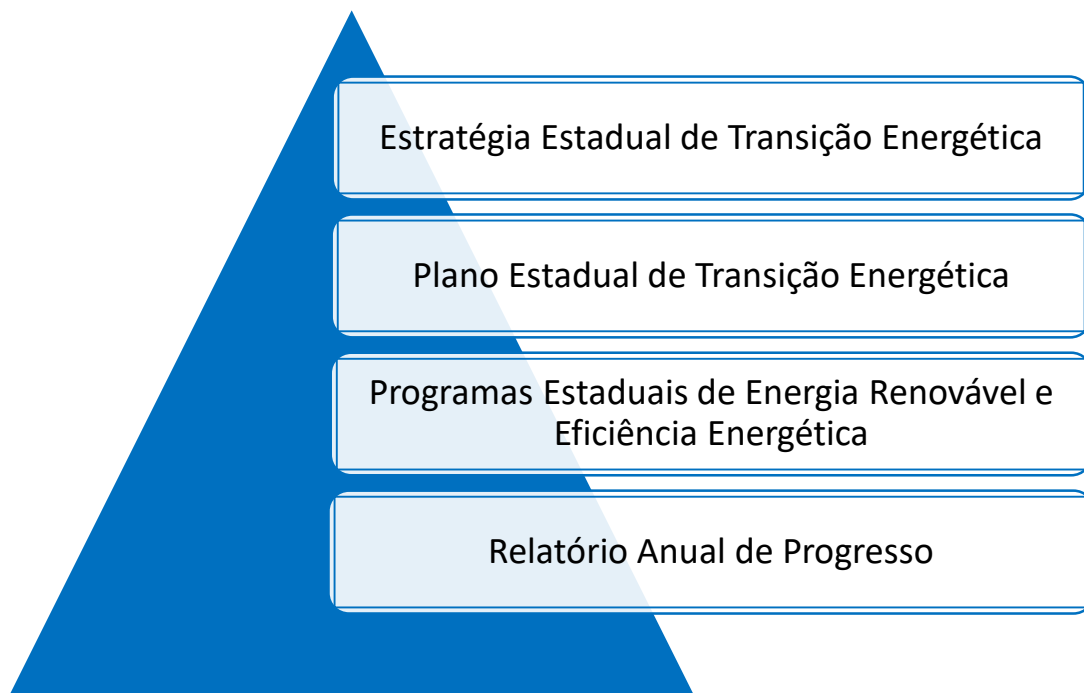 Estratégia Estadual de Transição Energética
Plano Estadual de Transição Energética
Programas Estaduais de Energia Renovável e
Eficiência Energética
Relatório Anual de Progresso